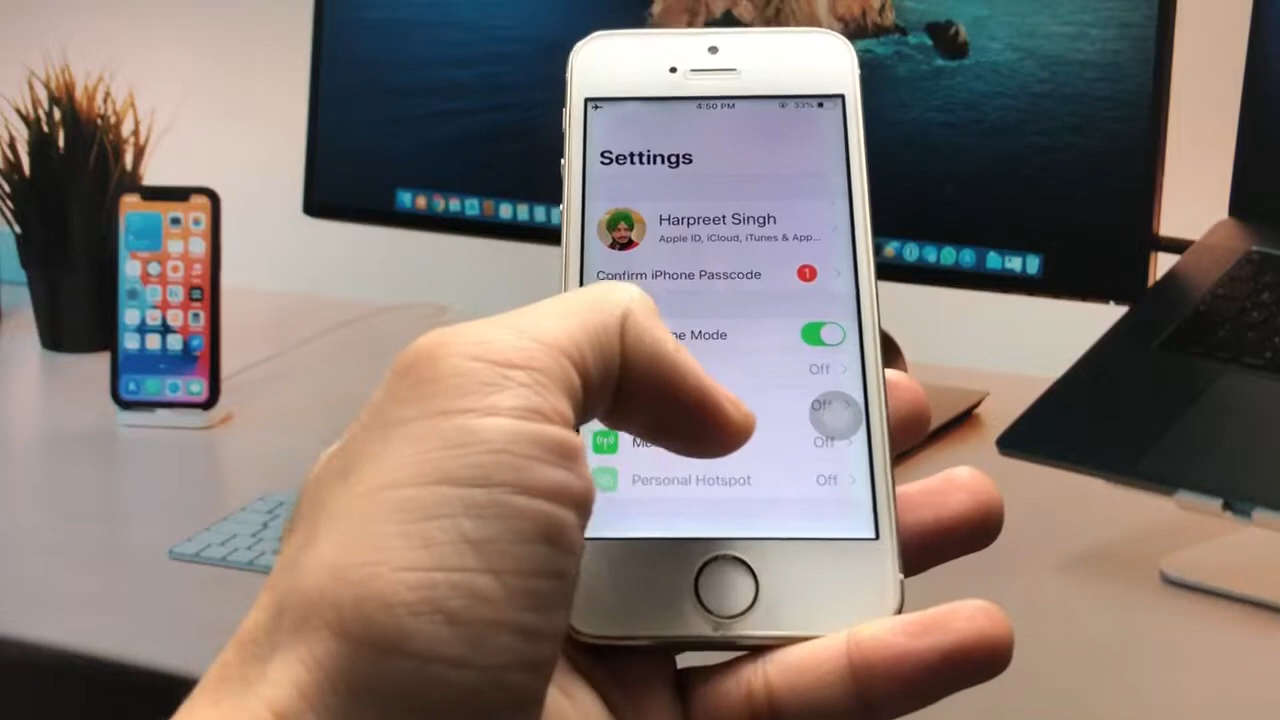 4:50 PM 33%
Settings
Harpreet Singh
Apple ID, iCloud, iTunes & App...
Confirm iPhone Passcode 1
ne Mode
Off
Off
Off
Personal Hotspot Off